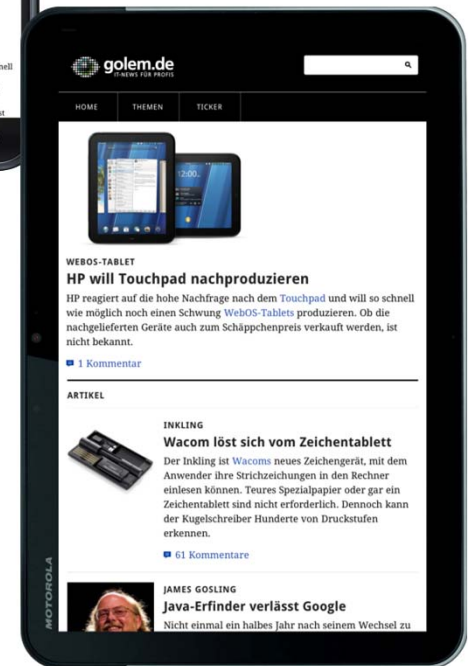 nell
st
golem.de
IT-NEWS FÜR PROFIS
HOME THEMEN TICKER
12:00
WEBOS-TABLET
HP will Touchpad nachproduzieren
HP reagiert auf die hohe Nachfrage nach dem Touchpad und will so schnell
wie möglich noch einen Schwung WebOS-Tablets produzieren. Ob die
nachgelieferten Geräte auch zum Schäppchenpreis verkauft werden, ist
nicht bekannt.
1 Kommentar
ARTIKEL
INKLING
Wacom löst sich vom Zeichentablett
Der Inkling ist Wacoms neues Zeichengerät, mit dem
Anwender ihre Strichzeichnungen in den Rechner
einlesen können. Teures Spezialpapier oder gar ein
Zeichentablett sind nicht erforderlich. Dennoch kann
der Kugelschreiber Hunderte von Druckstufen
erkennen.
61 Kommentare
JAMES GOSLING
Java-Erfinder verlässt Google
Nicht einmal ein halbes Jahr nach seinem Wechsel zu
MOTOROLA